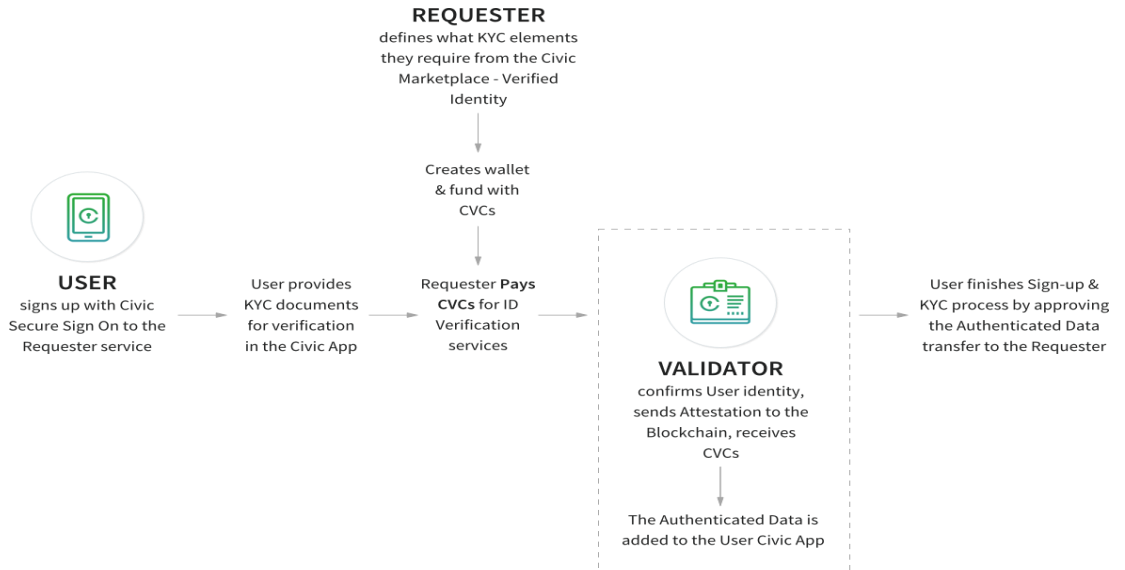 REQUESTER
defines what KYC elements
they require from the Civic
Marketplace - Verified
Identity
Creates wallet
& fund with
CVCs
USER
signs up with Civic
Secure Sign On to the
Requester service
User provides
KYC documents
for verification
in the Civic App
Requester Pays
CVCs for ID
Verification
services
VALIDATOR
confirms User identity,
sends Attestation to the
Blockchain, receives
CVCs
The Authenticated Data is
added to the User Civic App
User finishes Sign-up &
KYC process by approving
the Authenticated Data
transfer to the Requester